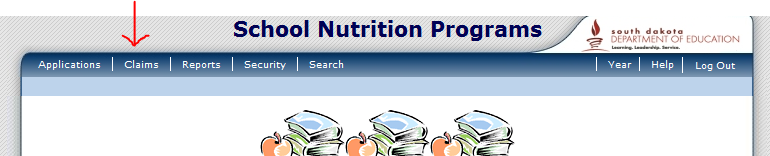 School Nutrition Programs
south dakota
DEPARTMENT OF EDUCATION
Learning. Leadership. Service.
Applications Claims Reports Security Search Year Help Log Out